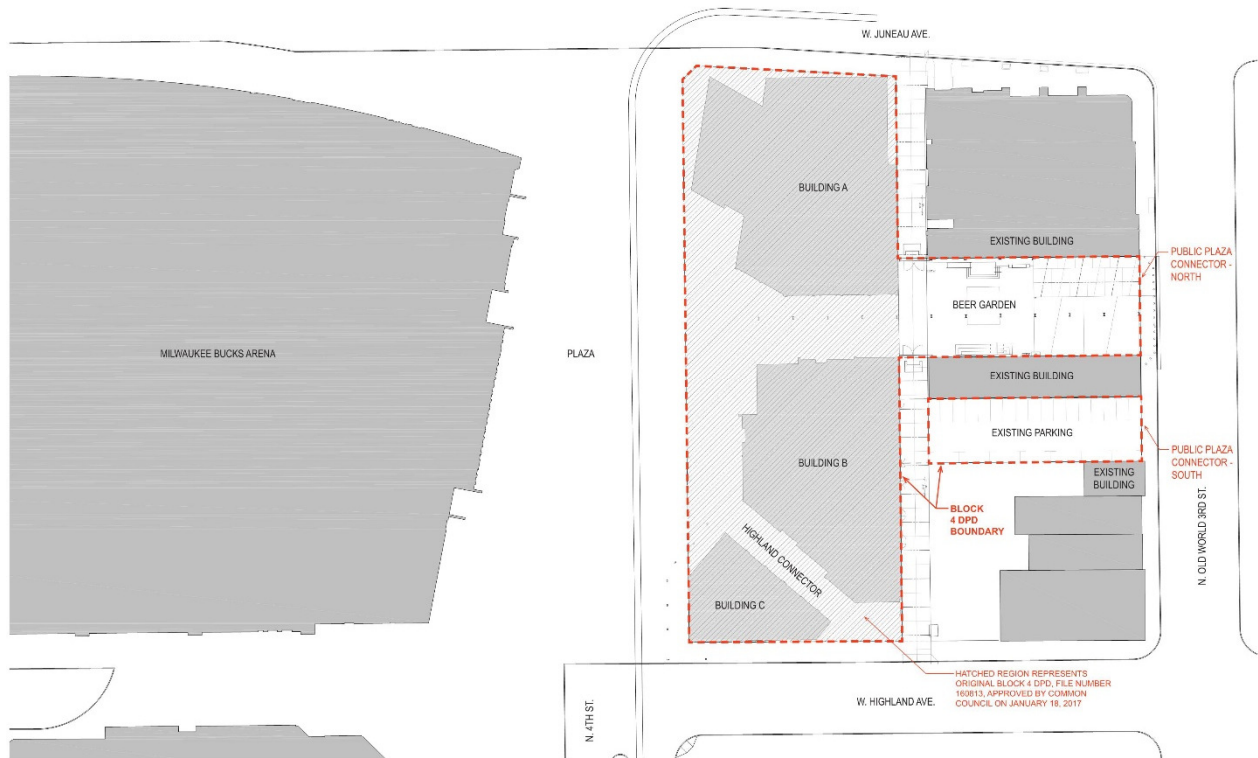 W. JUNEAU AVE.
BUILDING A
EXISTING BUILDING
PUBLIC PLAZA
CONNECTOR -
NORTH
BEER GARDEN
MILWAUKEE BUCKS ARENA
PLAZA
EXISTING BUILDING
EXISTING PARKING
PUBLIC PLAZA
CONNECTOR -
SOUTH
BUILDING B
EXISTING
BUILDING
BLOCK
4 DPD
BOUNDARY
N. OLD WORLD 3RD ST.
HIGHLAND CONNECTOR
BUILDING C
HATCHED REGION REPRESENTS
ORIGINAL BLOCK 4 DPD, FILE NUMBER
160813, APPROVED BY COMMON
COUNCIL ON JANUARY 18, 2017
W. HIGHLAND AVE.
N. 4TH ST.